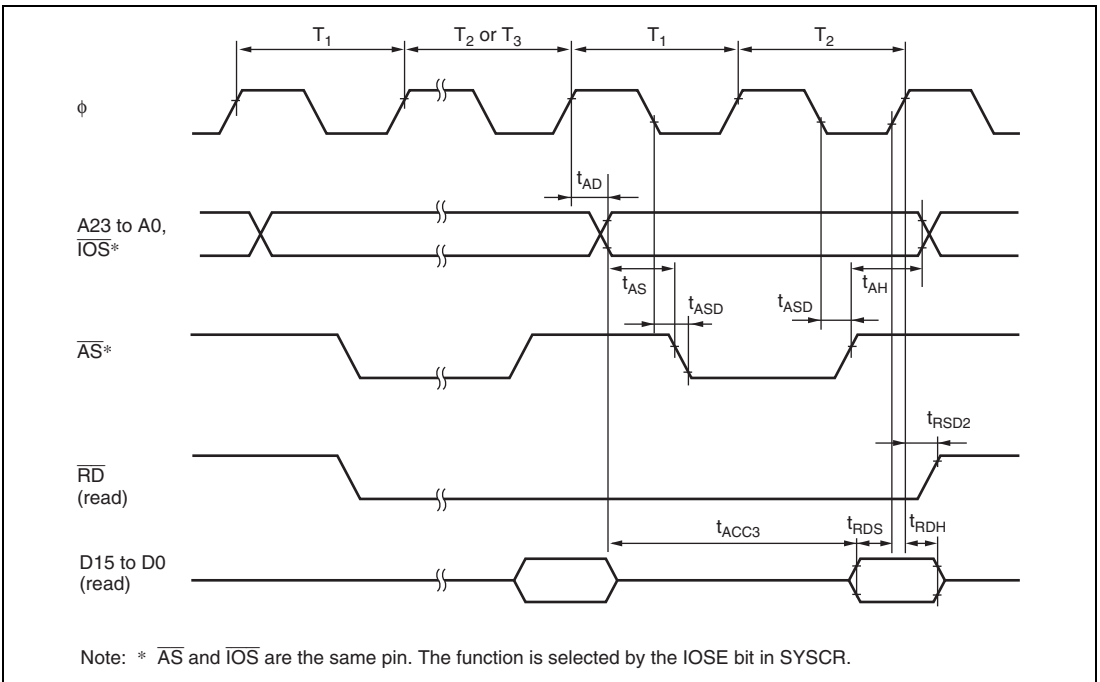 T1 T2 or T3 T1 T2
ϕ
tAD
A23 to A0,
IOS*
tAS tASD tASD tAH
AS*
tRSD2
RD
(read)
tACC3 tRDS tRDH
D15 to D0
(read)
Note: * AS and IOS are the same pin. The function is selected by the IOSE bit in SYSCR.